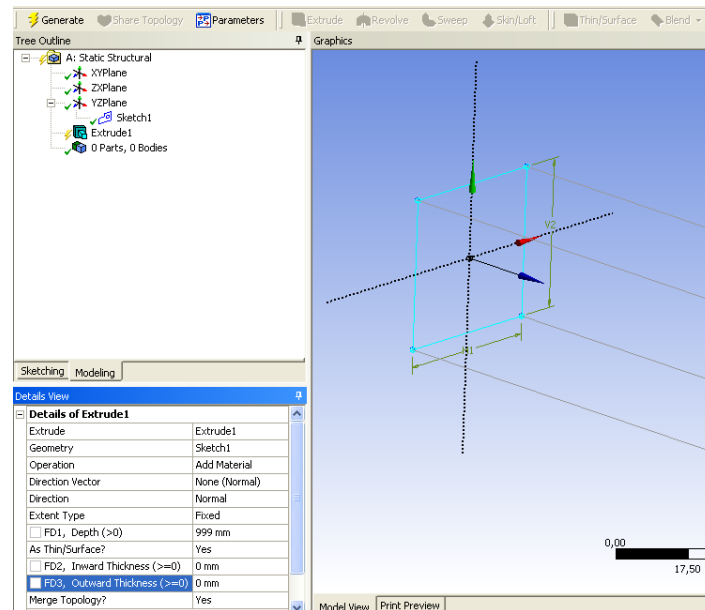 Generate Share Topology Parameters Extrude Revolve Sweep Skin/Loft Thin/Surface Blend
Tree Outline
Graphics
A: Static Structural
XYPlane
ZXPlane
YZPlane
Sketch1
Extrude1
0 Parts, 0 Bodies
V2
H1
Sketching Modeling
Details View
Details of Extrude1
Extrude Extrude1
Geometry Sketch1
Operation Add Material
Direction Vector None (Normal)
Direction Normal
Extent Type Fixed
FD1, Depth (>0) 999 mm
As Thin/Surface? Yes
FD2, Inward Thickness (>=0) 0 mm
FD3, Outward Thickness (>=0) 0 mm
Merge Topology? Yes
0,00
17,50
Model View Print Preview